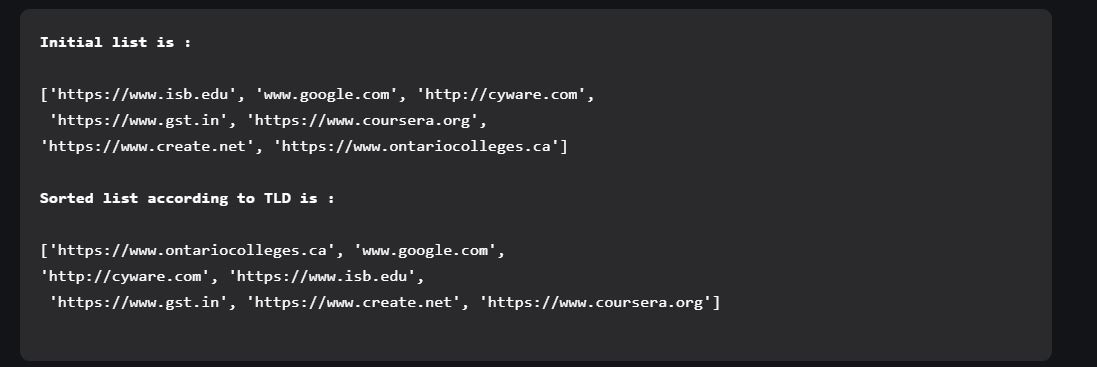 Initial list is :
['https://www.isb.edu', 'www.google.com', 'http://cyware.com',
'https://www.gst.in', 'https://www.coursera.org',
'https://www.create.net', 'https://www.ontariocolleges.ca']
Sorted list according to TLD is :
['https://www.ontariocolleges.ca', 'www.google.com',
'http://cyware.com', 'https://www.isb.edu',
'https://www.gst.in', 'https://www.create.net', 'https://www.coursera.org']